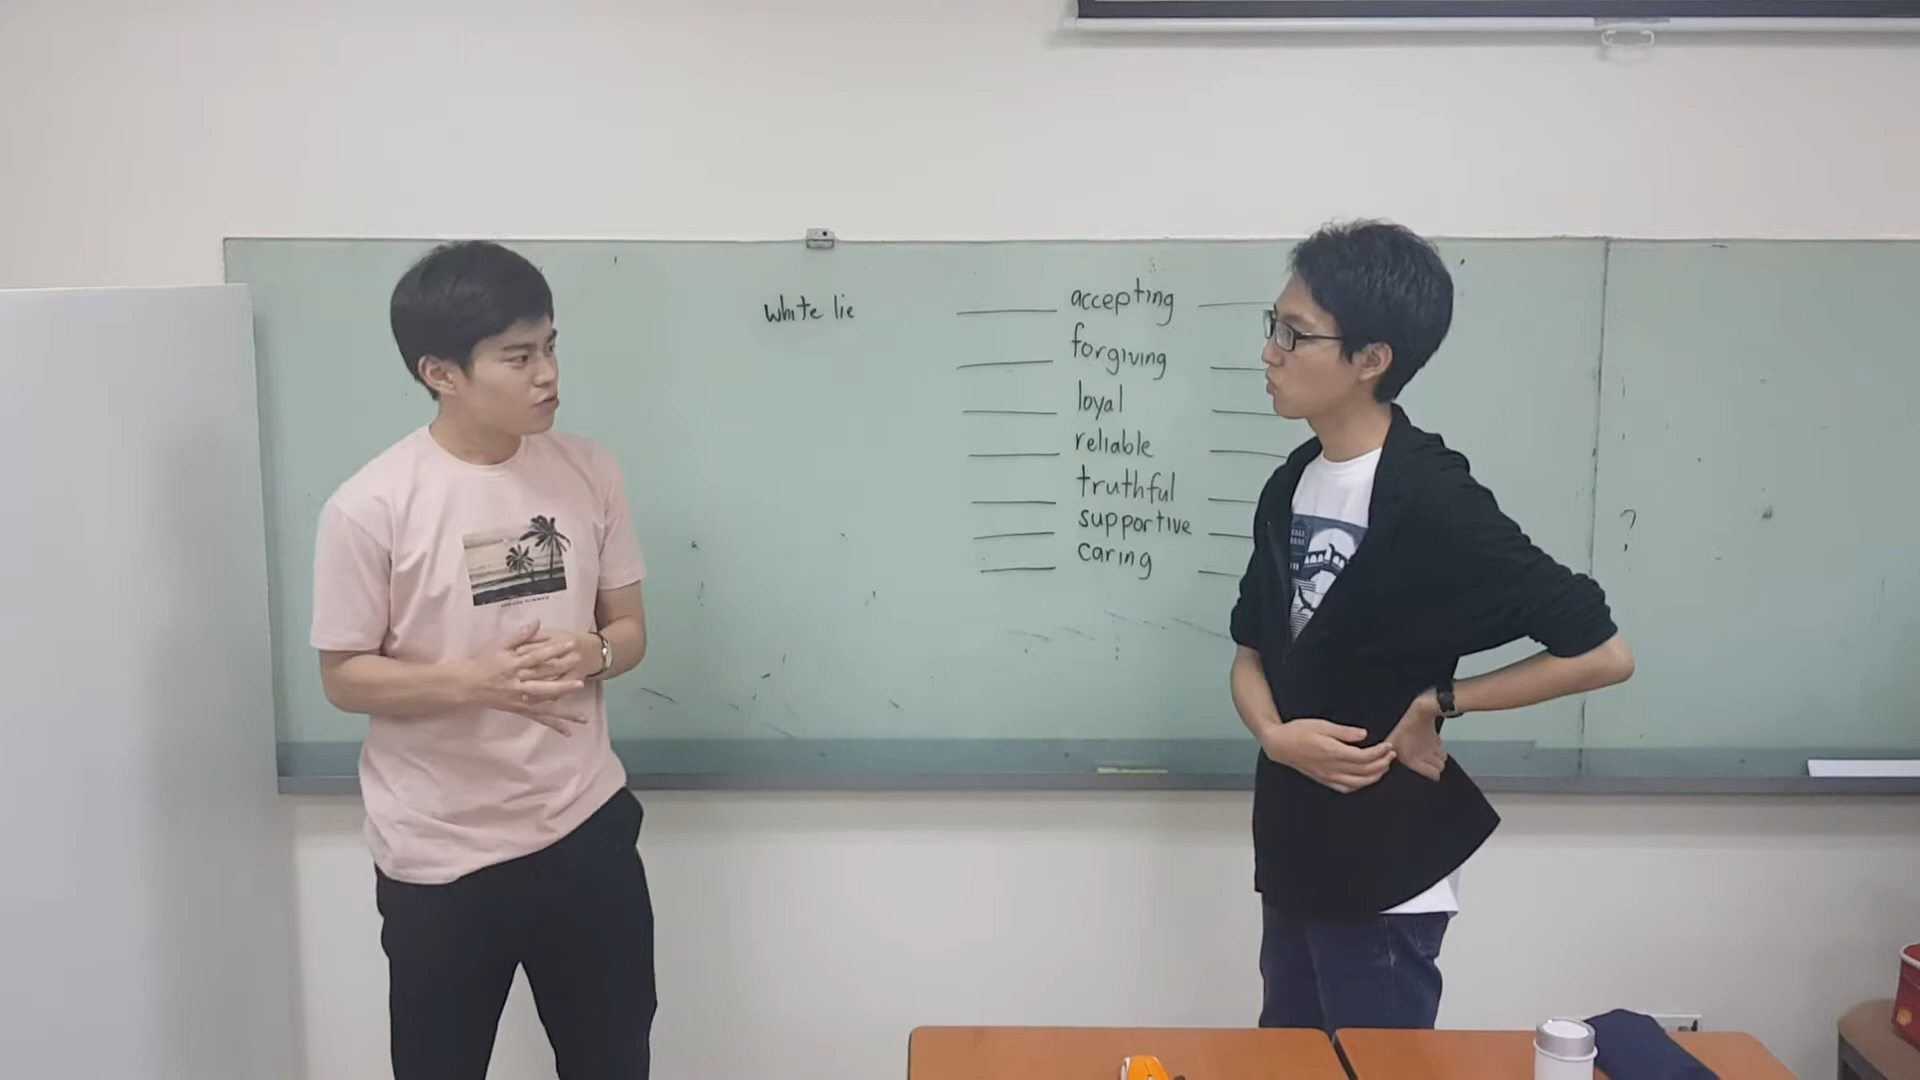 white lie
accepting
forgiving
loyal
reliable
truthful
supportive
caring
?